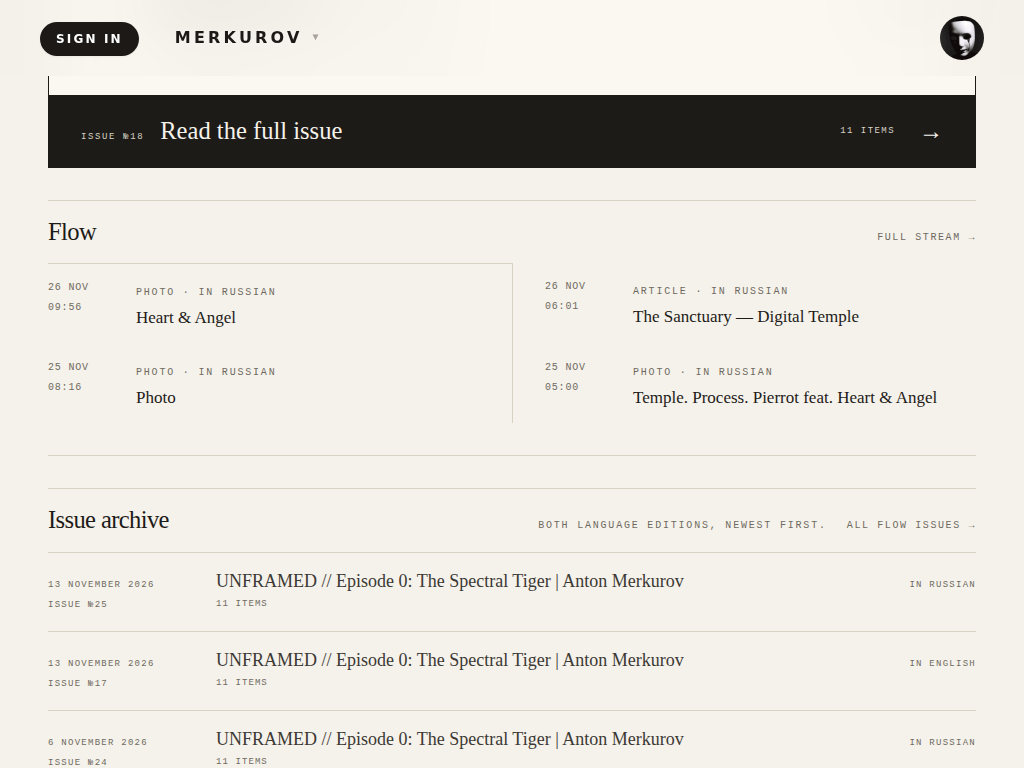 SIGN IN
MERKUROV ▼
ISSUE №18 Read the full issue 11 ITEMS →
Flow FULL STREAM →
26 NOV
09:56
PHOTO · IN RUSSIAN
Heart & Angel
26 NOV
06:01
ARTICLE · IN RUSSIAN
The Sanctuary — Digital Temple
25 NOV
08:16
PHOTO · IN RUSSIAN
Photo
25 NOV
05:00
PHOTO · IN RUSSIAN
Temple. Process. Pierrot feat. Heart & Angel
Issue archive BOTH LANGUAGE EDITIONS, NEWEST FIRST. ALL FLOW ISSUES →
13 NOVEMBER 2026
ISSUE №25
UNFRAMED // Episode 0: The Spectral Tiger | Anton Merkurov
11 ITEMS
IN RUSSIAN
13 NOVEMBER 2026
ISSUE №17
UNFRAMED // Episode 0: The Spectral Tiger | Anton Merkurov
11 ITEMS
IN ENGLISH
6 NOVEMBER 2026
ISSUE №24
UNFRAMED // Episode 0: The Spectral Tiger | Anton Merkurov
11 ITEMS
IN RUSSIAN